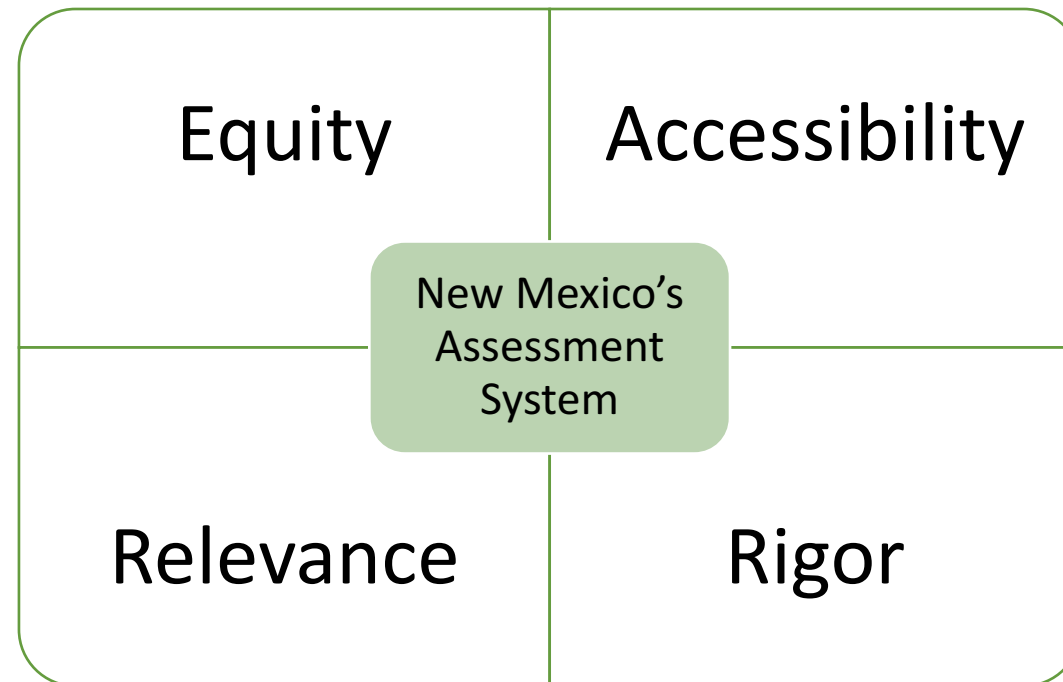 Equity
Accessibility
New Mexico’s
Assessment
System
Relevance
Rigor